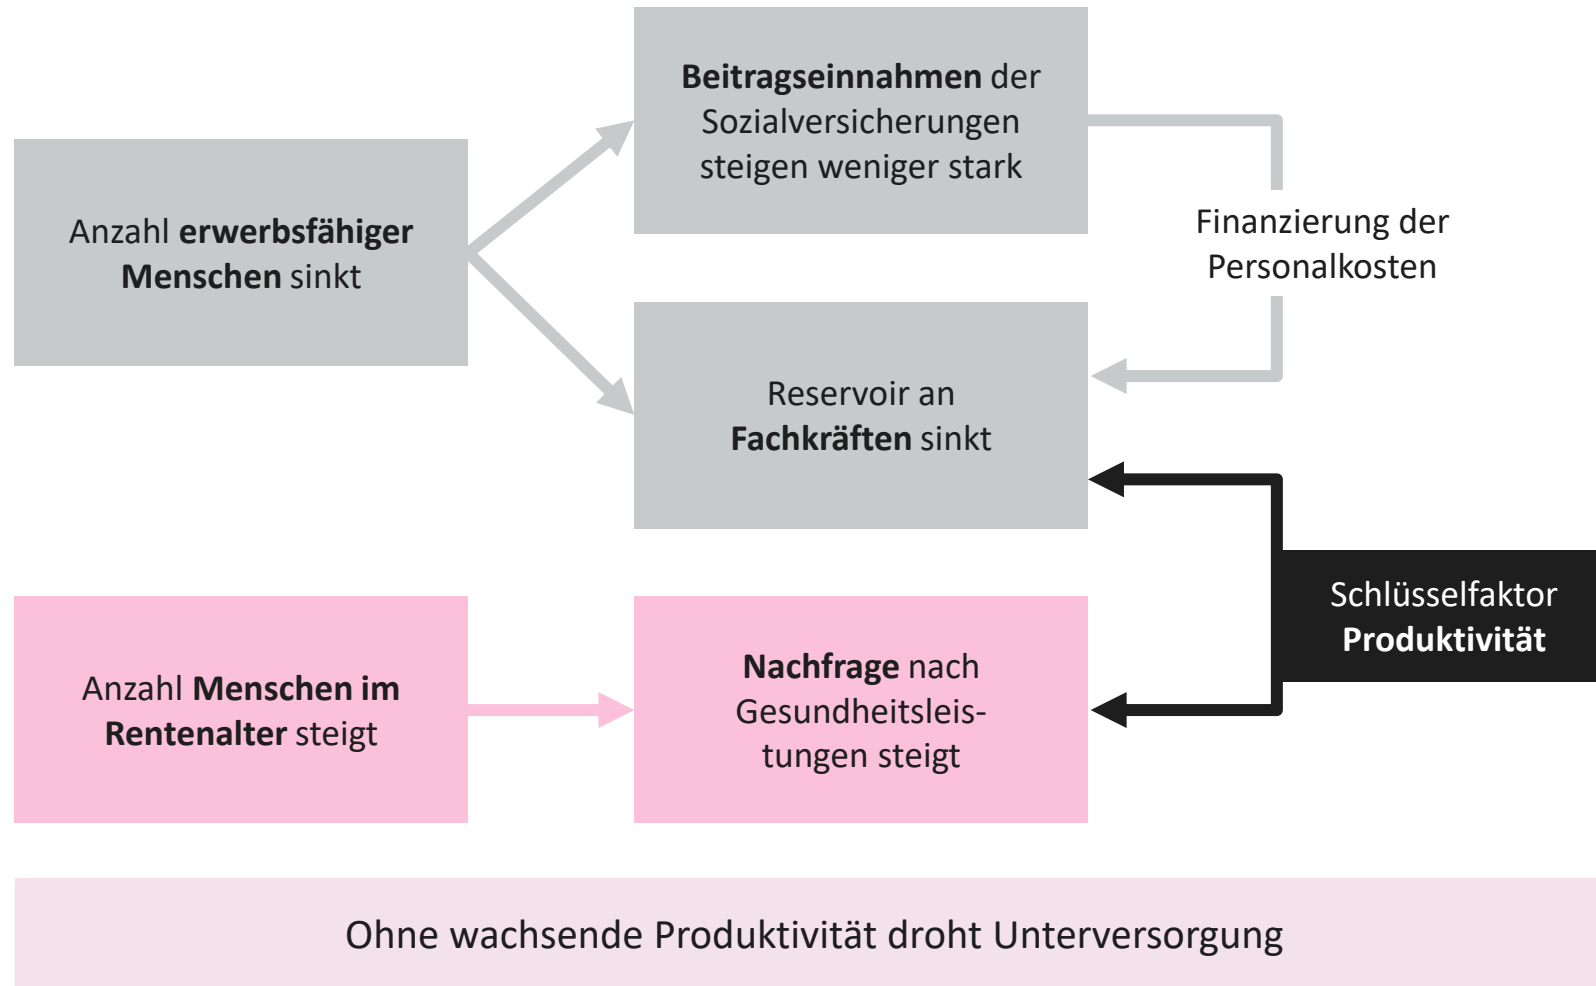 Beitragseinnahmen der
Sozialversicherungen
steigen weniger stark
Anzahl erwerbsfähiger
Menschen sinkt
Finanzierung der
Personalkosten
Reservoir an
Fachkräften sinkt
Schlüsselfaktor
Produktivität
Anzahl Menschen im
Rentenalter steigt
Nachfrage nach
Gesundheitsleis-
tungen steigt
Ohne wachsende Produktivität droht Unterversorgung